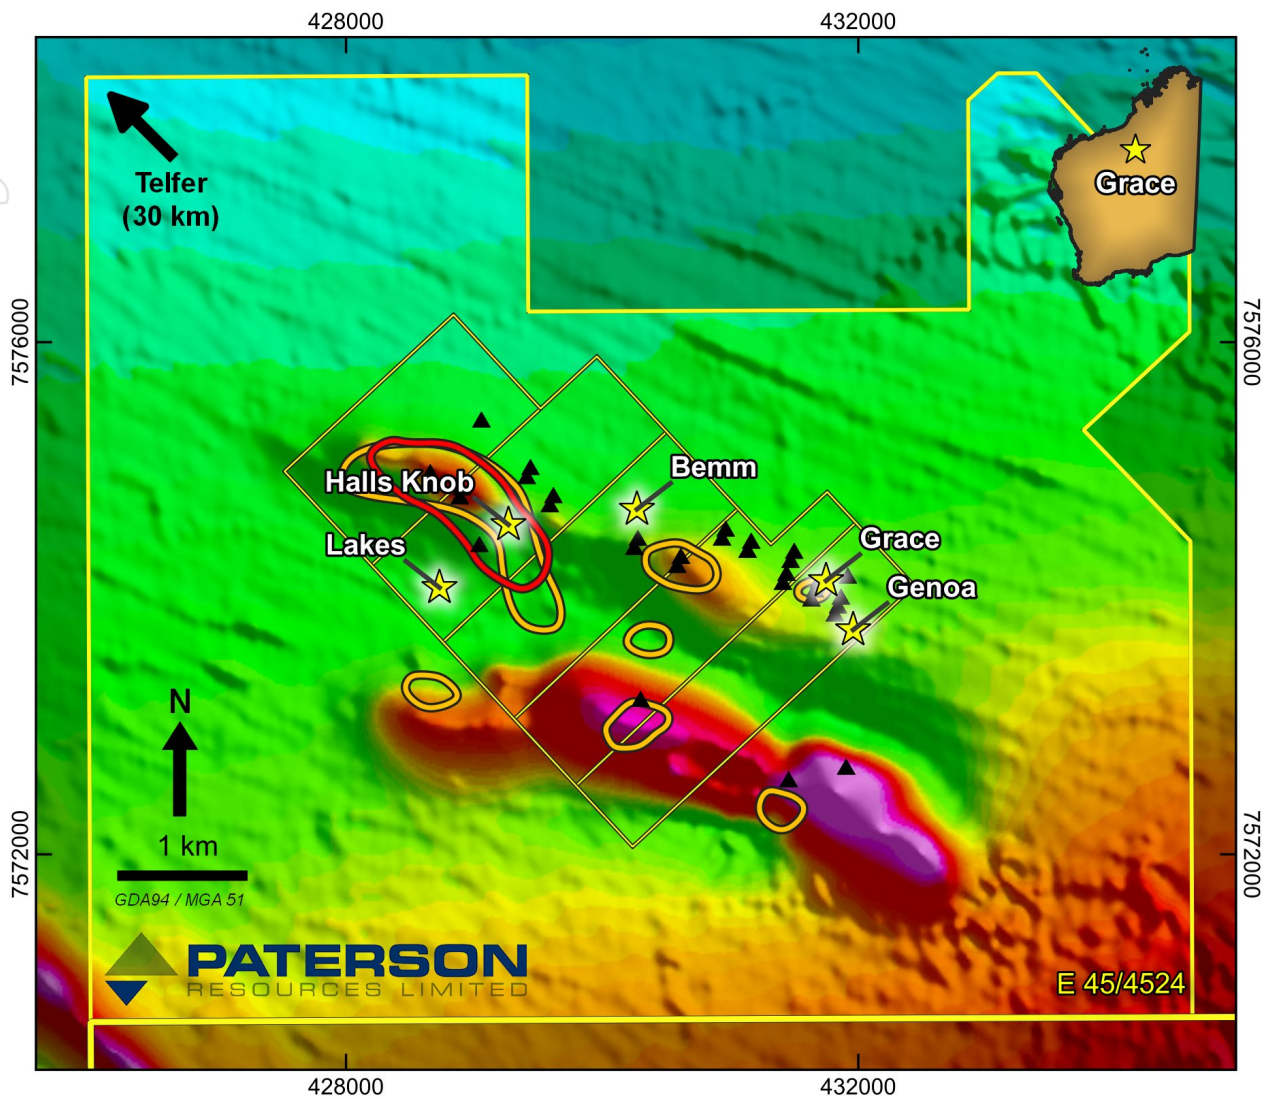 428000
432000
Telfer
(30 km)
Grace
7576000
7576000
Bemm
Halls Knob
Lakes
Grace
Genoa
N
1 km
GDA94 / MGA 51
7572000
7572000
PATERSON
RESOURCES LIMITED
E 45/4524
428000
432000